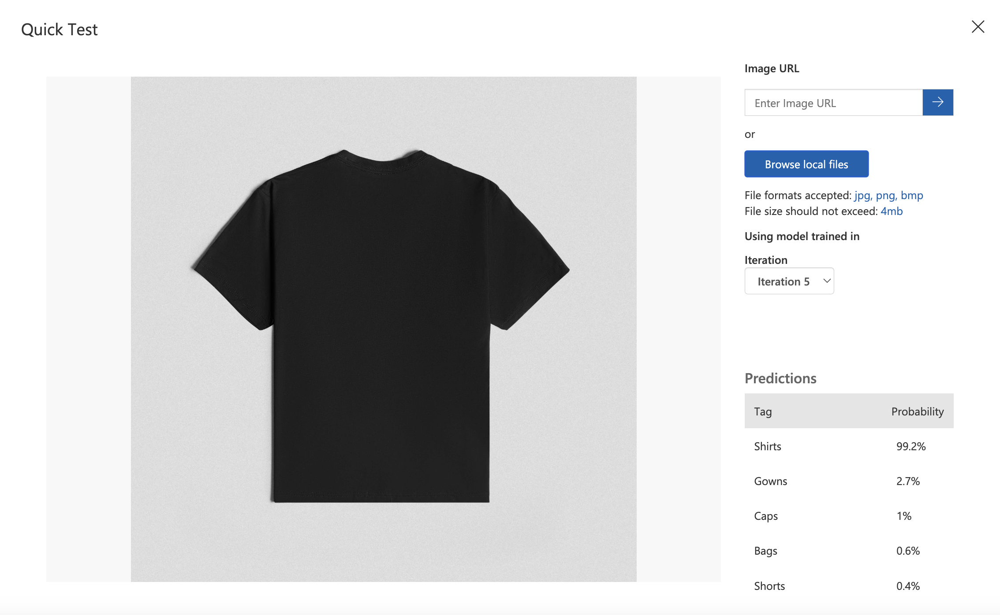 Quick Test
Image URL
Enter Image URL
or
Browse local files
File formats accepted: jpg, png, bmp
File size should not exceed: 4mb
Using model trained in
Iteration
Iteration 5
Predictions
Tag Probability
Shirts 99.2%
Gowns 2.7%
Caps 1%
Bags 0.6%
Shorts 0.4%